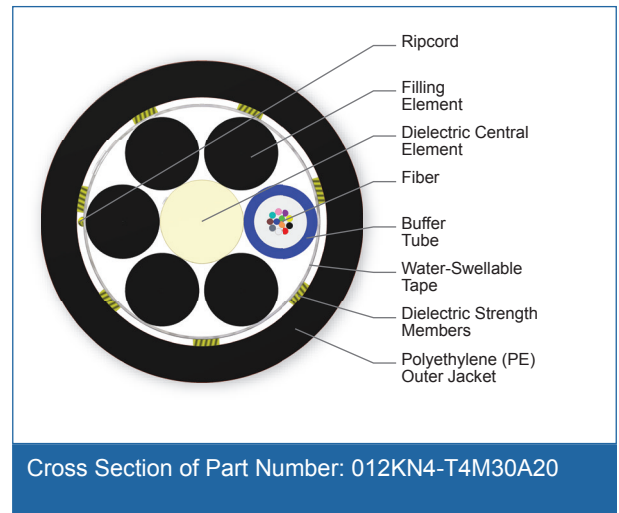 Ripcord
Filling
Element
Dielectric Central
Element
Fiber
Buffer
Tube
Water-Swellable
Tape
Dielectric Strength
Members
Polyethylene (PE)
Outer Jacket
Cross Section of Part Number: 012KN4-T4M30A20